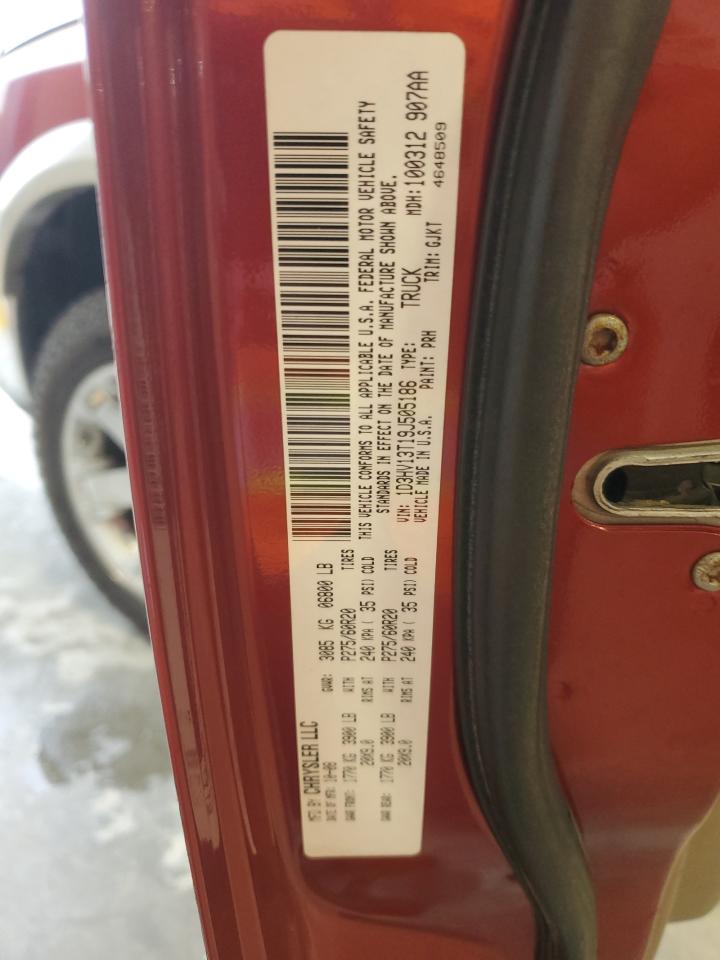 MFD BY CHRYSLER LLC
DATE OF MFR: 10-08 GVWR: 3085 KG 06800 LB
GAWR FRONT: 1770 KG 3900 LB WITH P275/60R20 TIRES
20X9.0 RIMS AT 240 KPA ( 35 PSI) COLD
GAWR REAR: 1770 KG 3900 LB WITH P275/60R20 TIRES
20X9.0 RIMS AT 240 KPA ( 35 PSI) COLD
THIS VEHICLE CONFORMS TO ALL APPLICABLE U.S.A. FEDERAL MOTOR VEHICLE SAFETY
STANDARDS IN EFFECT ON THE DATE OF MANUFACTURE SHOWN ABOVE.
VIN: 1D3HV13T19J505186 TYPE: TRUCK MDH:100312 907AA
VEHICLE MADE IN U.S.A. PAINT: PRH TRIM: GJKT 4648509